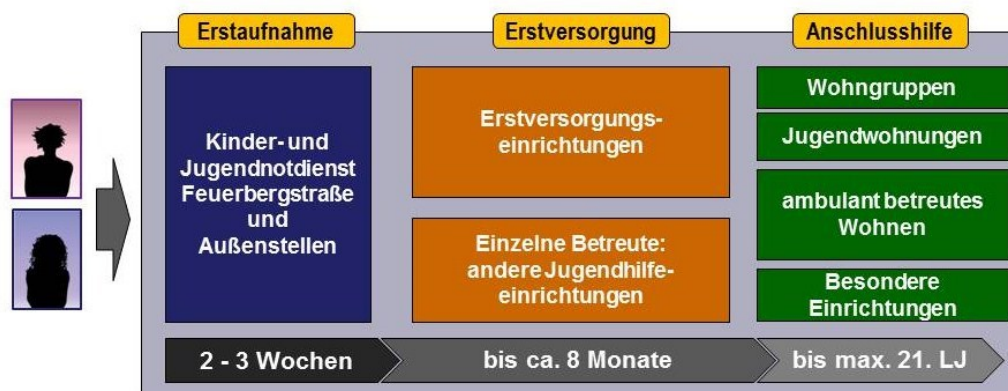 Erstaufnahme
Erstversorgung
Anschlusshilfe
Kinder- und
Jugendnotdienst
Feuerbergstraße
und
Außenstellen
Erstversorgungs-
einrichtungen
Einzelne Betreute:
andere Jugendhilfe-
einrichtungen
Wohngruppen
Jugendwohnungen
ambulant betreutes
Wohnen
Besondere
Einrichtungen
2 - 3 Wochen
bis ca. 8 Monate
bis max. 21. LJ